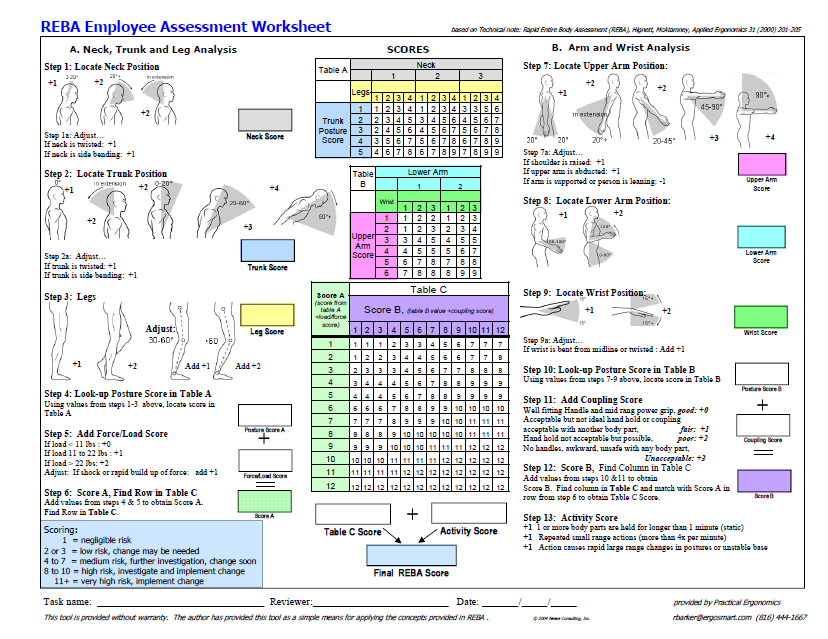 REBA Employee Assessment Worksheet
based on Technical note: Rapid Entire Body Assessment (REBA), Hignett, McAtamney, Applied Ergonomics 31 (2000) 201-205
A. Neck, Trunk and Leg Analysis
Step 1: Locate Neck Position
+1 0-20°
+2 20°+
in extension
+2
Neck Score
Step 1a: Adjust…
If neck is twisted: +1
If neck is side bending: +1
Step 2: Locate Trunk Position
0°
+1
in extension
+2
+2 0-20°
20-60°
+3
+4
60°+
Step 2a: Adjust…
If trunk is twisted: +1
If trunk is side bending: +1
Trunk Score
Step 3: Legs
+1
+2
Adjust:
30-60°
Add +1
+60
Add +2
Leg Score
Step 4: Look-up Posture Score in Table A
Using values from steps 1-3 above, locate score in
Table A
Posture Score A
+
Step 5: Add Force/Load Score
If load < 11 lbs : +0
If load 11 to 22 lbs : +1
If load > 22 lbs: +2
Adjust: If shock or rapid build up of force: add +1
Force/Load Score
Step 6: Score A, Find Row in Table C
Add values from steps 4 & 5 to obtain Score A.
Find Row in Table C.
Score A
Scoring:
1 = negligible risk
2 or 3 = low risk, change may be needed
4 to 7 = medium risk, further investigation, change soon
8 to 10 = high risk, investigate and implement change
11+ = very high risk, implement change
SCORES
Table A
Neck
1 2 3
Legs
1 2 3 4 1 2 3 4 1 2 3 4
Trunk
Posture
Score
1 1 2 3 4 1 2 3 4 3 3 5 6
2 2 3 4 5 3 4 5 6 4 5 6 7
3 2 4 5 6 4 5 6 7 5 6 7 8
4 3 5 6 7 5 6 7 8 6 7 8 9
5 4 6 7 8 6 7 8 9 7 8 9 9
Table
B
Lower Arm
1 2
Wrist
1 2 3 1 2 3
Upper
Arm
Score
1 1 2 2 1 2 3
2 1 2 3 2 3 4
3 3 4 5 4 5 5
4 4 5 5 5 6 7
5 6 7 8 7 8 8
6 7 8 8 8 9 9
Score A
(score from
table A
+load/force
score)
Table C
Score B, (table B value +coupling score)
1 2 3 4 5 6 7 8 9 10 11 12
1 1 1 1 2 3 3 4 5 6 7 7 7
2 1 2 2 3 4 4 5 6 6 7 7 8
3 2 3 3 3 4 5 6 7 7 8 8 8
4 3 4 4 4 5 6 7 8 8 9 9 9
5 4 4 4 5 6 7 8 8 9 9 9 9
6 6 6 6 7 8 8 9 9 10 10 10 10
7 7 7 7 8 9 9 9 10 10 11 11 11
8 8 8 8 9 10 10 10 10 10 11 11 11
9 9 9 9 10 10 10 11 11 11 12 12 12
10 10 10 10 11 11 11 11 12 12 12 12 12
11 11 11 11 11 12 12 12 12 12 12 12 12
12 12 12 12 12 12 12 12 12 12 12 12 12
+
Table C Score
Activity Score
Final REBA Score
B. Arm and Wrist Analysis
Step 7: Locate Upper Arm Position:
20° 20°
+1
+2
in extension
20°+
+2
20-45°
45-90°
+3
90°+
+4
Step 7a: Adjust…
If shoulder is raised: +1
If upper arm is abducted: +1
If arm is supported or person is leaning: -1
Upper Arm
Score
Step 8: Locate Lower Arm Position:
+1
60-100°
+2
100°+
0-60°
Lower Arm
Score
Step 9: Locate Wrist Position:
15°
15°
+1
15°+
15°+
+2
Wrist Score
Step 9a: Adjust…
If wrist is bent from midline or twisted : Add +1
Step 10: Look-up Posture Score in Table B
Using values from steps 7-9 above, locate score in Table B
Posture Score B
+
Step 11: Add Coupling Score
Well fitting Handle and mid rang power grip, good: +0
Acceptable but not ideal hand hold or coupling
acceptable with another body part, fair: +1
Hand hold not acceptable but possible, poor: +2
No handles, awkward, unsafe with any body part,
Unacceptable: +3
Coupling Score
Step 12: Score B, Find Column in Table C
Add values from steps 10 &11 to obtain
Score B. Find column in Table C and match with Score A in
row from step 6 to obtain Table C Score.
Score B
Step 13: Activity Score
+1 1 or more body parts are held for longer than 1 minute (static)
+1 Repeated small range actions (more than 4x per minute)
+1 Action causes rapid large range changes in postures or unstable base
Task name: ____________ Reviewer: ____________ Date: ______/____/____
provided by Practical Ergonomics
This tool is provided without warranty. The author has provided this tool as a simple means for applying the concepts provided in REBA .
© 2004 Neese Consulting, Inc.
rbarker@ergosmart.com (816) 444-1667